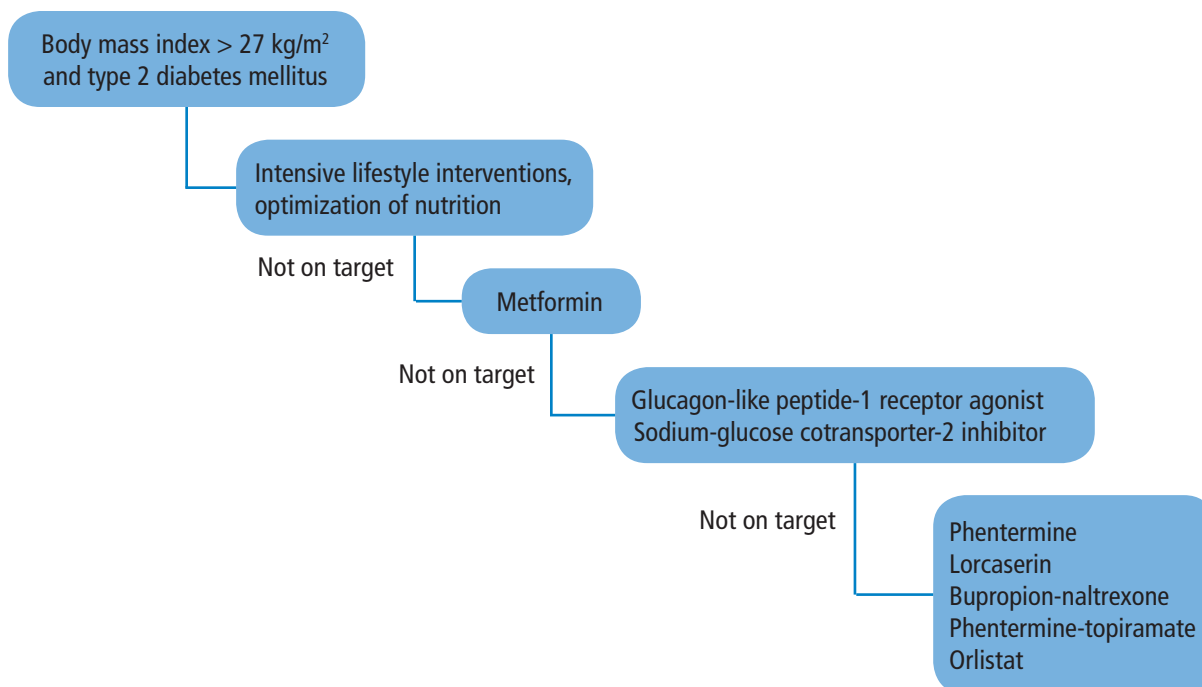 Body mass index > 27 kg/m²
and type 2 diabetes mellitus
Intensive lifestyle interventions,
optimization of nutrition
Not on target
Metformin
Not on target
Glucagon-like peptide-1 receptor agonist
Sodium-glucose cotransporter-2 inhibitor
Not on target
Phentermine
Lorcaserin
Bupropion-naltrexone
Phentermine-topiramate
Orlistat